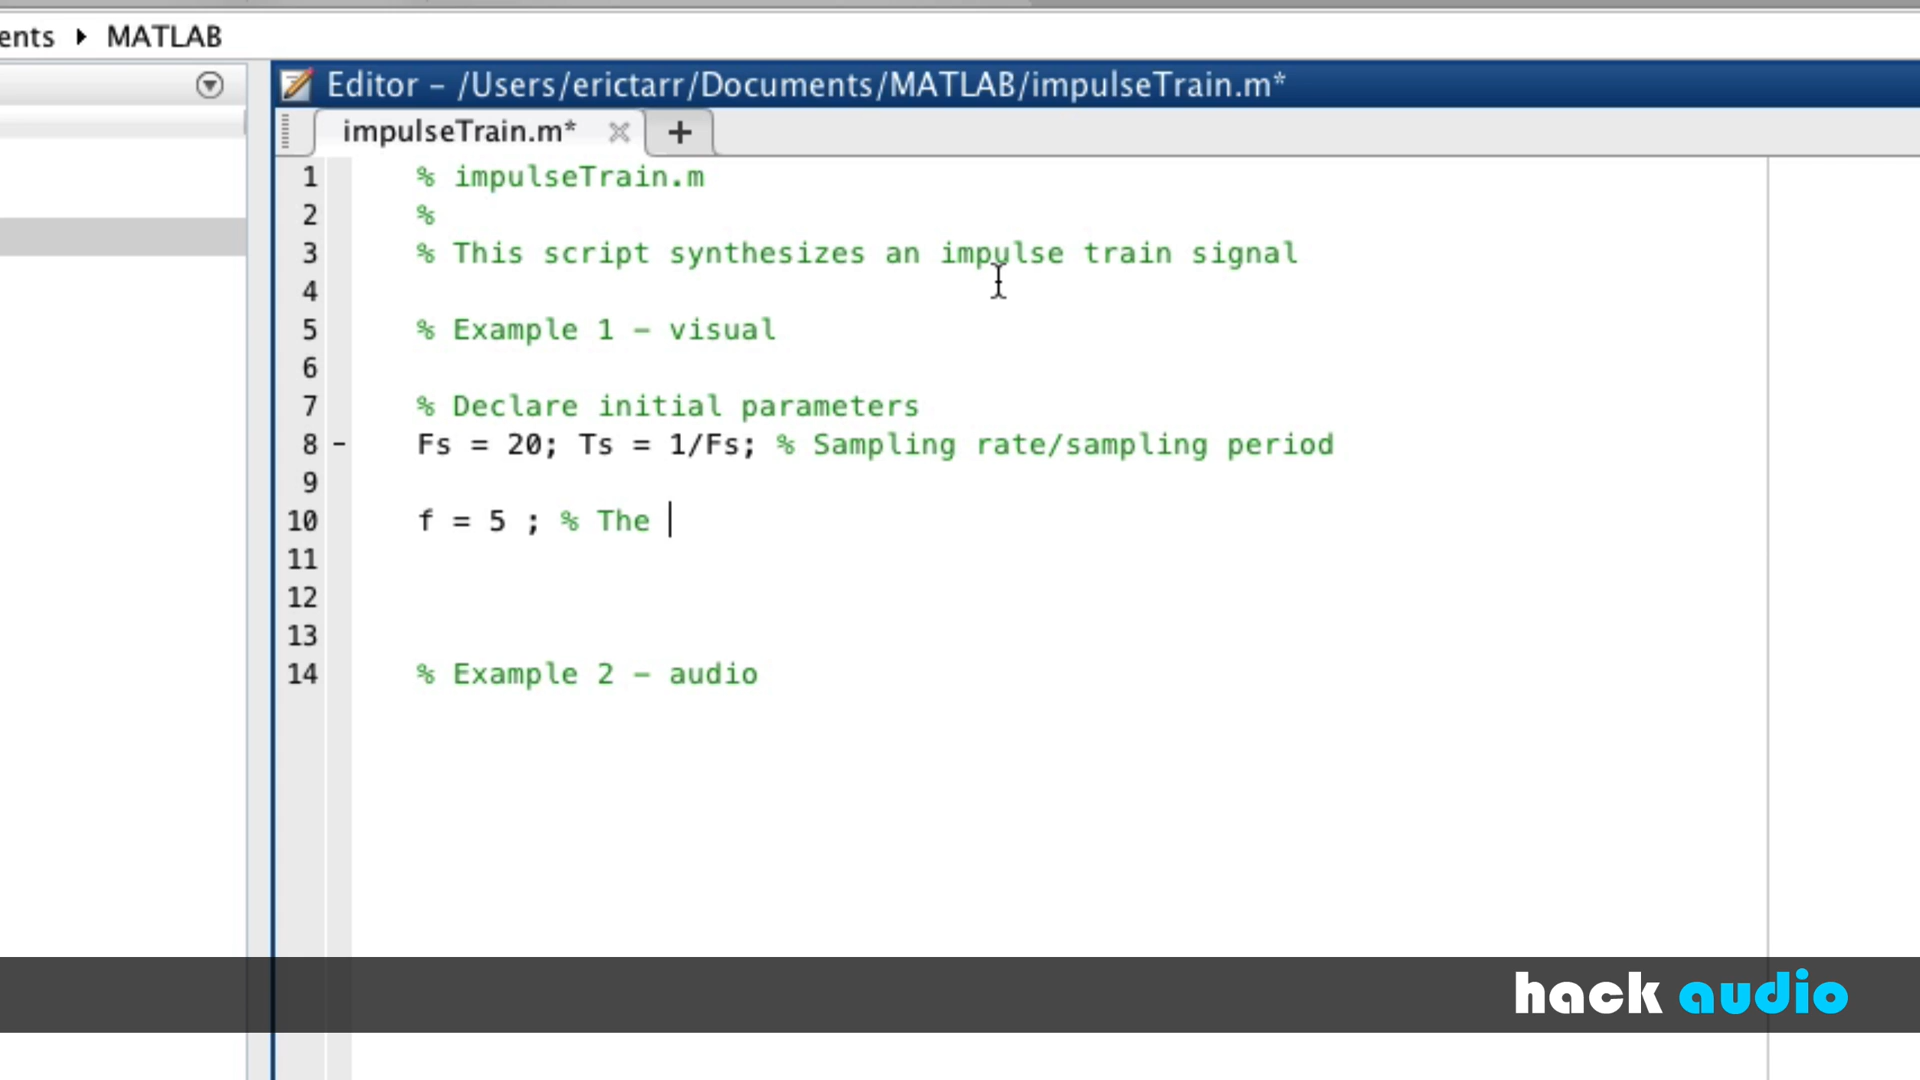 ents ▸ MATLAB
Editor – /Users/erictarr/Documents/MATLAB/impulseTrain.m*
impulseTrain.m* × +
1 % impulseTrain.m
2 %
3 % This script synthesizes an impulse train signal
4
5 % Example 1 – visual
6
7 % Declare initial parameters
8 – Fs = 20; Ts = 1/Fs; % Sampling rate/sampling period
9
10 f = 5 ; % The
11
12
13
14 % Example 2 – audio
hack audio